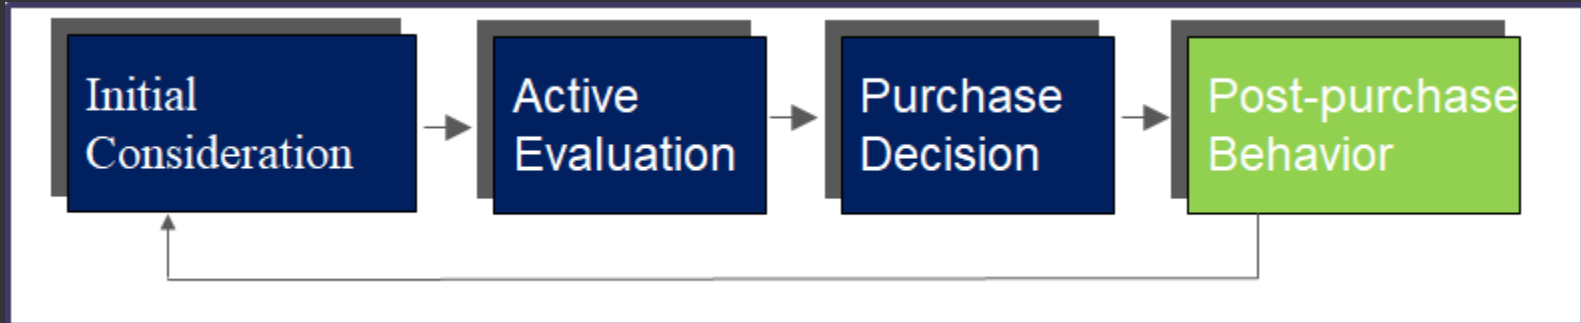 Initial
Consideration
Active
Evaluation
Purchase
Decision
Post-purchase
Behavior